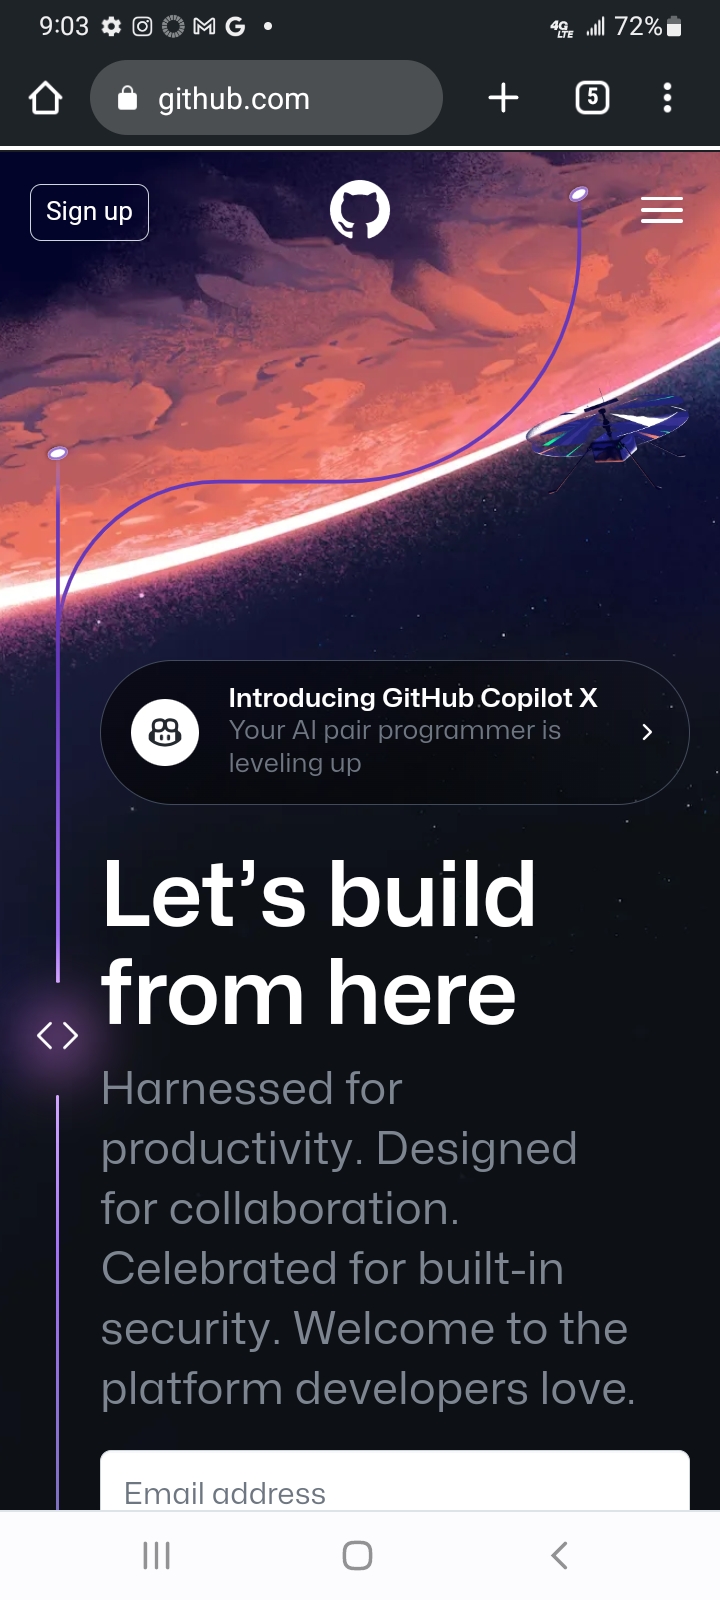 9:03
4G LTE 72%
github.com
5
Sign up
Introducing GitHub Copilot X
Your AI pair programmer is
leveling up
Let’s build
from here
Harnessed for
productivity. Designed
for collaboration.
Celebrated for built-in
security. Welcome to the
platform developers love.
Email address